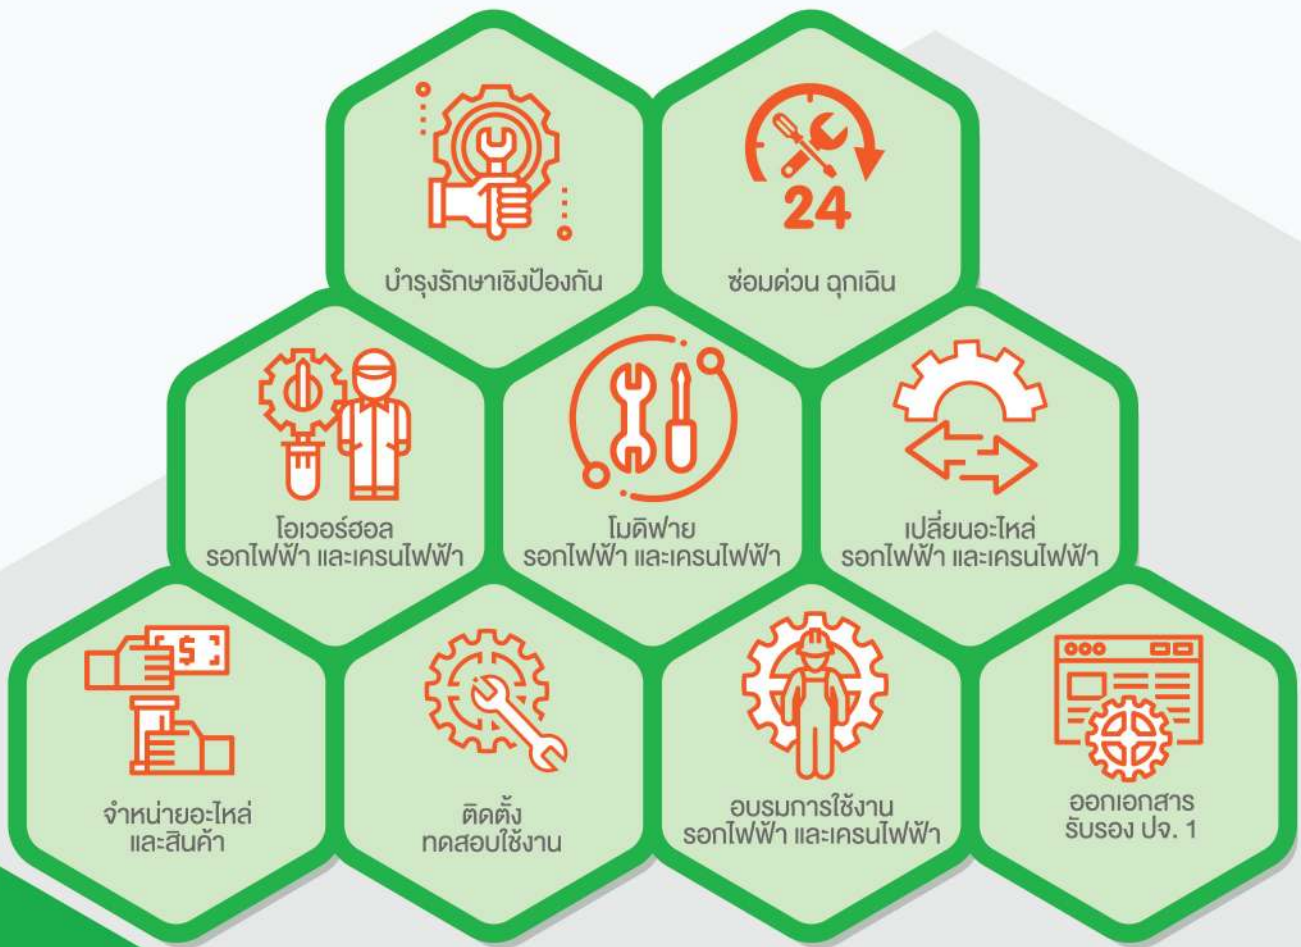 24
บำรุงรักษาเชิงป้องกัน
ซ่อมด่วน ฉุกเฉิน
โอเวอร์ฮอล
รอกไฟฟ้า และเครนไฟฟ้า
โมดิฟาย
รอกไฟฟ้า และเครนไฟฟ้า
เปลี่ยนอะไหล่
รอกไฟฟ้า และเครนไฟฟ้า
$
จำหน่ายอะไหล่
และสินค้า
ติดตั้ง
ทดสอบใช้งาน
อบรมการใช้งาน
รอกไฟฟ้า และเครนไฟฟ้า
ออกเอกสาร
รับรอง ปจ. 1